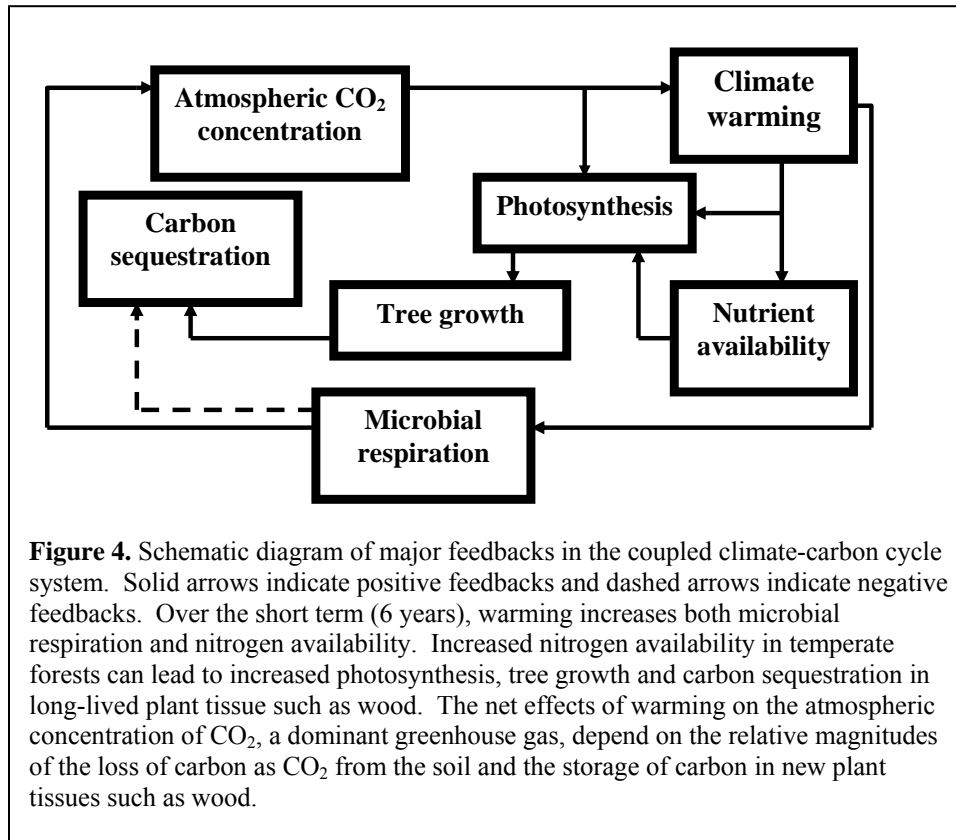 Atmospheric CO₂
concentration
Climate
warming
Photosynthesis
Carbon
sequestration
Tree growth
Nutrient
availability
Microbial
respiration
Figure 4. Schematic diagram of major feedbacks in the coupled climate-carbon cycle
system. Solid arrows indicate positive feedbacks and dashed arrows indicate negative
feedbacks. Over the short term (6 years), warming increases both microbial
respiration and nitrogen availability. Increased nitrogen availability in temperate
forests can lead to increased photosynthesis, tree growth and carbon sequestration in
long-lived plant tissue such as wood. The net effects of warming on the atmospheric
concentration of CO₂, a dominant greenhouse gas, depend on the relative magnitudes
of the loss of carbon as CO₂ from the soil and the storage of carbon in new plant
tissues such as wood.